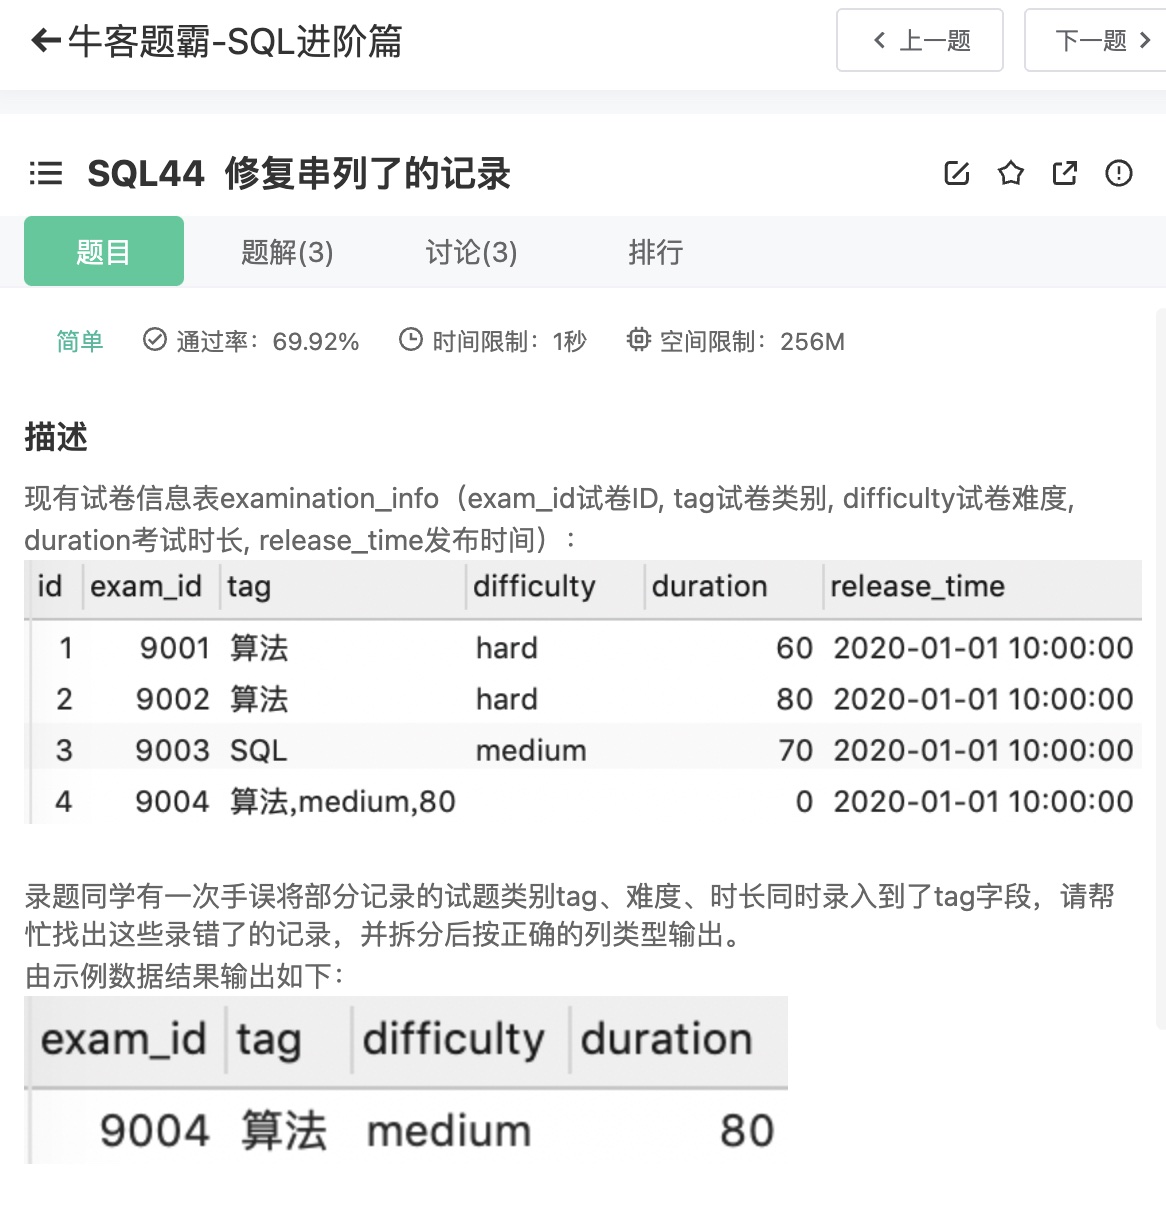 牛客题霸-SQL进阶篇
上一题
下一题
SQL44 修复串列了的记录
题目 题解(3) 讨论(3) 排行
简单 通过率：69.92% 时间限制：1秒 空间限制：256M
描述
现有试卷信息表examination_info（exam_id试卷ID, tag试卷类别, difficulty试卷难度,
duration考试时长, release_time发布时间）：
id exam_id tag difficulty duration release_time
1 9001 算法 hard 60 2020-01-01 10:00:00
2 9002 算法 hard 80 2020-01-01 10:00:00
3 9003 SQL medium 70 2020-01-01 10:00:00
4 9004 算法,medium,80 0 2020-01-01 10:00:00
录题同学有一次手误将部分记录的试题类别tag、难度、时长同时录入到了tag字段，请帮
忙找出这些录错了的记录，并拆分后按正确的列类型输出。
由示例数据结果输出如下：
exam_id tag difficulty duration
9004 算法 medium 80